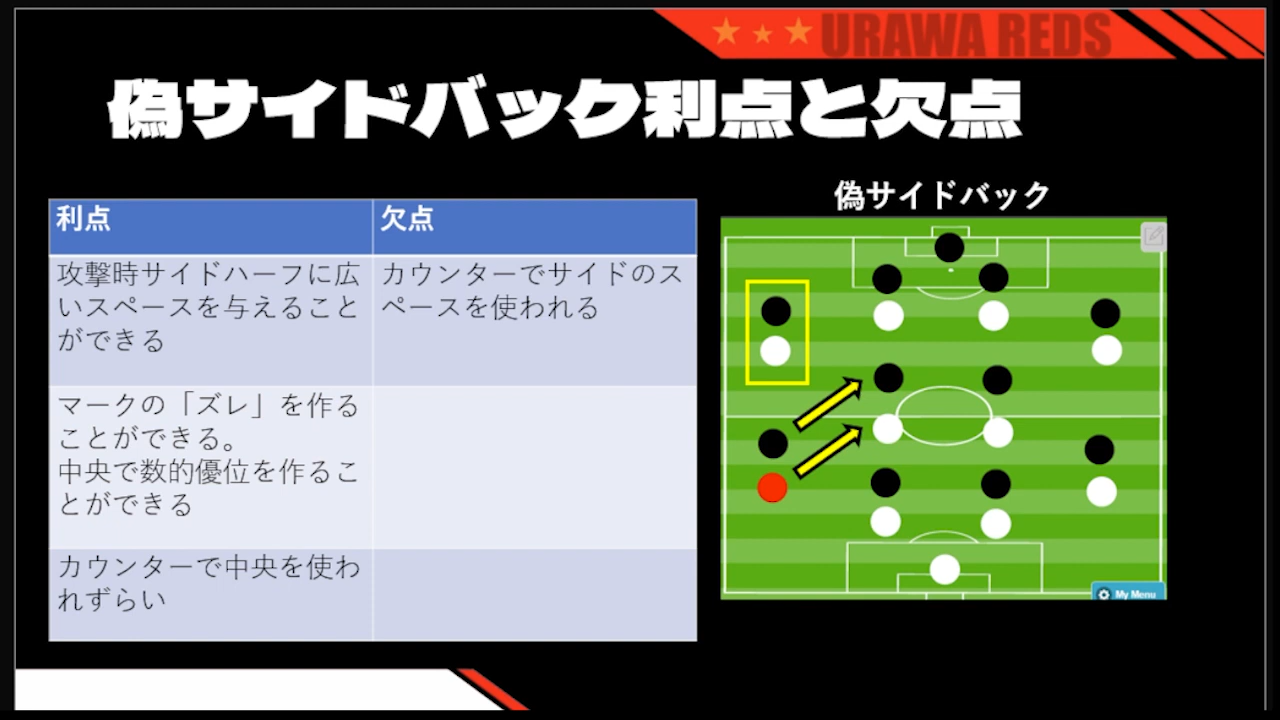 URAWA REDS
偽サイドバック利点と欠点
偽サイドバック
利点
欠点
攻撃時サイドハーフに広
いスペースを与えること
ができる
カウンターでサイドのス
ペースを使われる
マークの「ズレ」を作る
ことができる。
中央で数的優位を作るこ
とができる
カウンターで中央を使わ
れずらい
My Menu